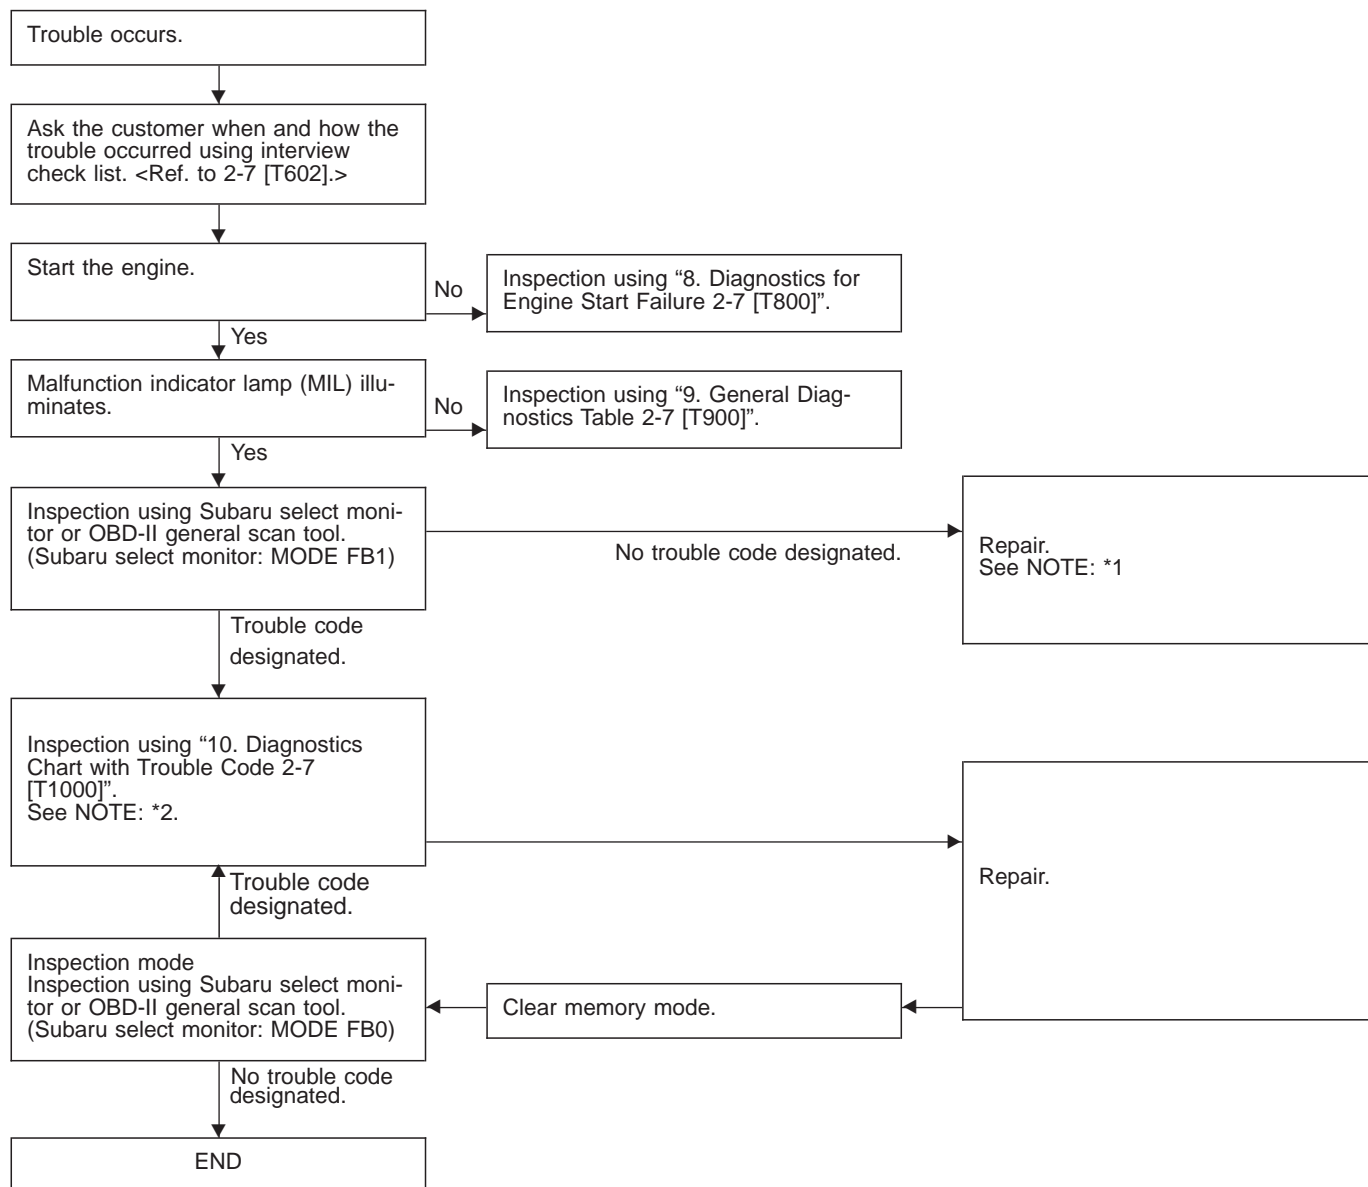 Trouble occurs.
Ask the customer when and how the
trouble occurred using interview
check list. <Ref. to 2-7 [T602].>
Start the engine.
No
Inspection using “8. Diagnostics for
Engine Start Failure 2-7 [T800]”.
Yes
Malfunction indicator lamp (MIL) illu-
minates.
No
Inspection using “9. General Diag-
nostics Table 2-7 [T900]”.
Yes
Inspection using Subaru select moni-
tor or OBD-II general scan tool.
(Subaru select monitor: MODE FB1)
No trouble code designated.
Repair.
See NOTE: *1
Trouble code
designated.
Inspection using “10. Diagnostics
Chart with Trouble Code 2-7
[T1000]”.
See NOTE: *2.
Repair.
Trouble code
designated.
Inspection mode
Inspection using Subaru select moni-
tor or OBD-II general scan tool.
(Subaru select monitor: MODE FB0)
Clear memory mode.
No trouble code
designated.
END